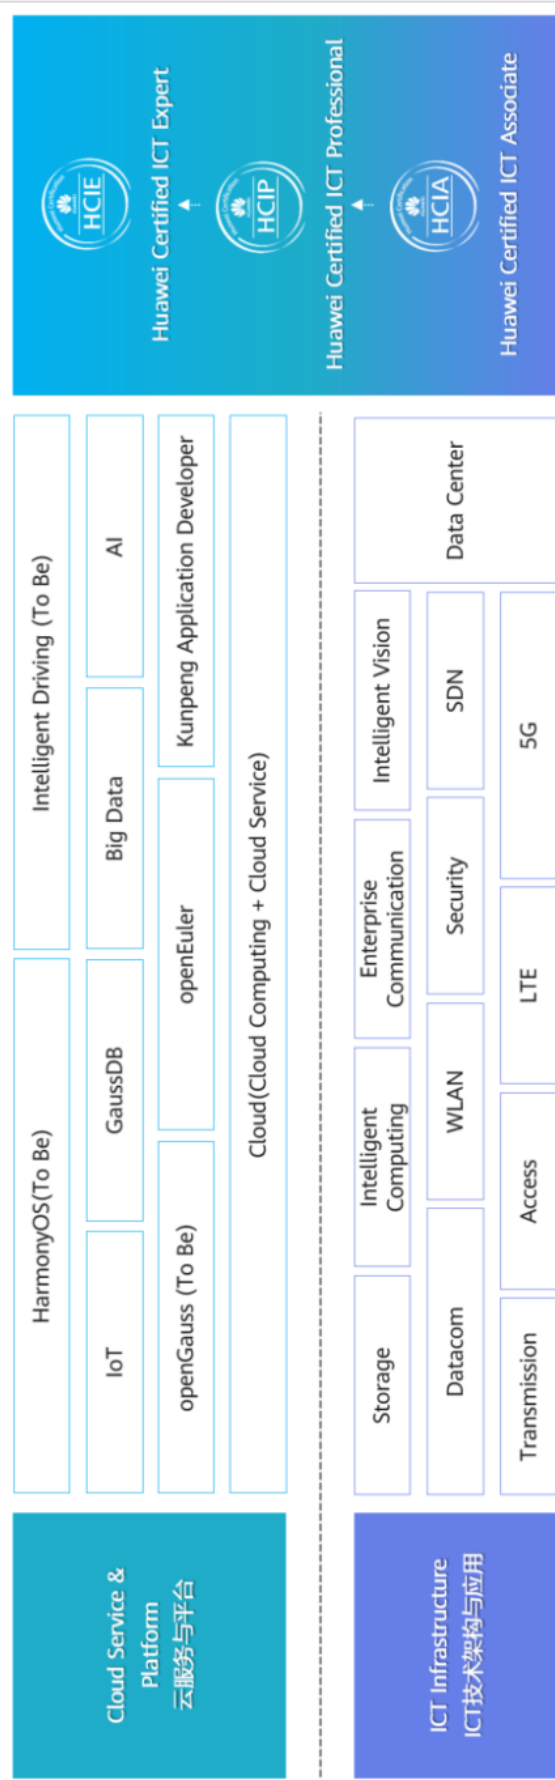 Cloud Service &
Platform
云服务与平台
HarmonyOS(To Be)
Intelligent Driving (To Be)
IoT
GaussDB
Big Data
AI
openGauss (To Be)
openEuler
Kunpeng Application Developer
Cloud(Cloud Computing + Cloud Service)
ICT Infrastructure
ICT技术架构与应用
Storage
Intelligent
Computing
Enterprise
Communication
Intelligent Vision
Data Center
Datacom
WLAN
Security
SDN
Transmission
Access
LTE
5G
HCIE
Huawei Certified ICT Expert
HCIP
Huawei Certified ICT Professional
HCIA
Huawei Certified ICT Associate